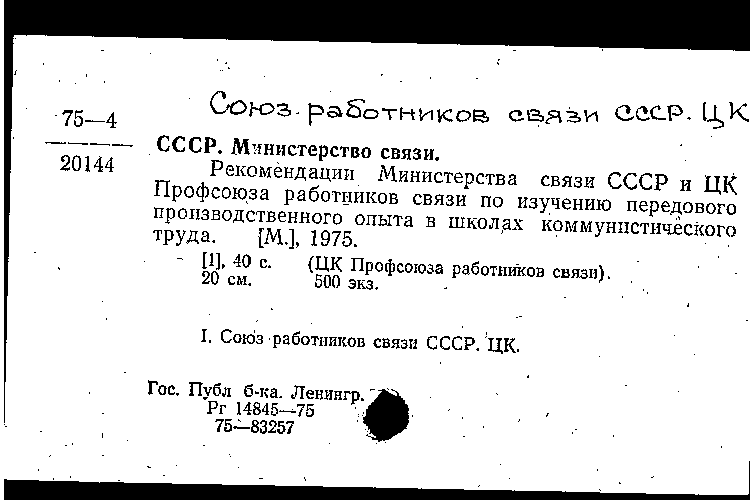 Союз работников связи СССР. ЦК
75—4
20144
СССР. Министерство связи.
Рекомендации Министерства связи СССР и ЦК
Профсоюза работников связи по изучению передового
производственного опыта в школах коммунистического
труда. [М.], 1975.
[1], 40 с. (ЦК Профсоюза работников связи).
20 см. 500 экз.
I. Союз работников связи СССР. ЦК.
Гос. Публ б-ка. Ленингр.
Рг 14845—75
75—83257